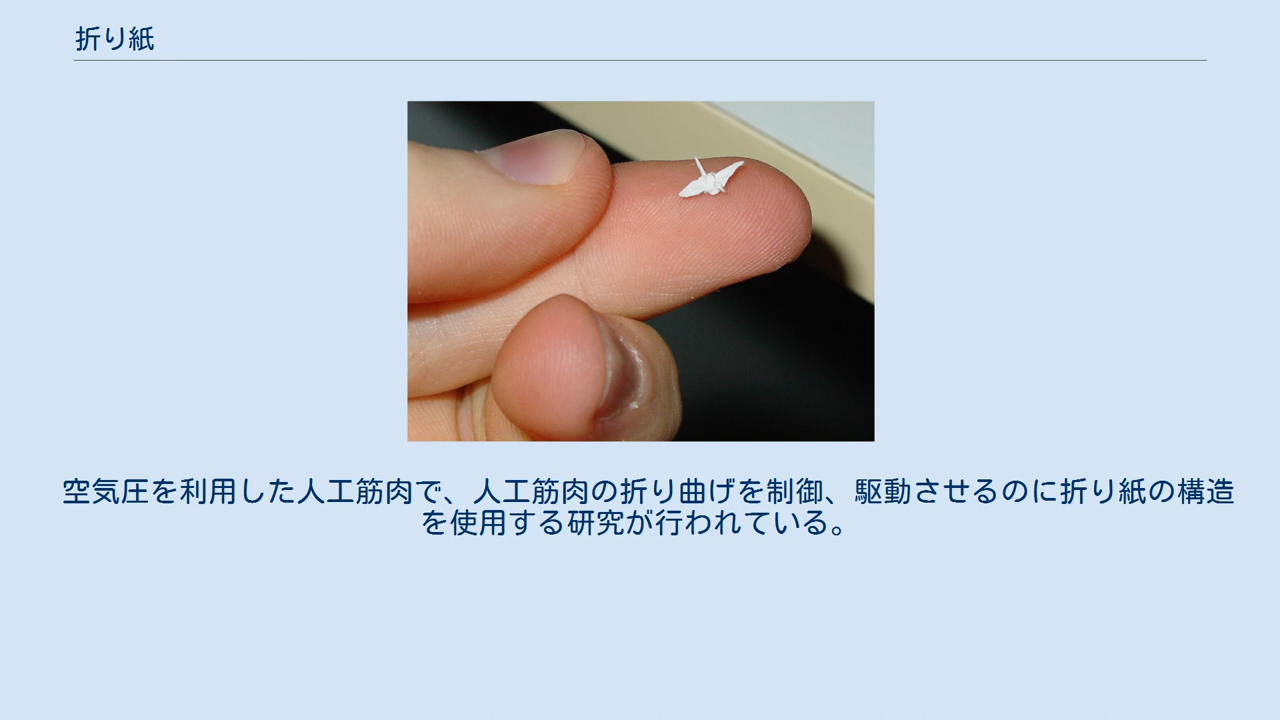 折り紙
空気圧を利用した人工筋肉で、人工筋肉の折り曲げを制御、駆動させるのに折り紙の構造
を使用する研究が行われている。